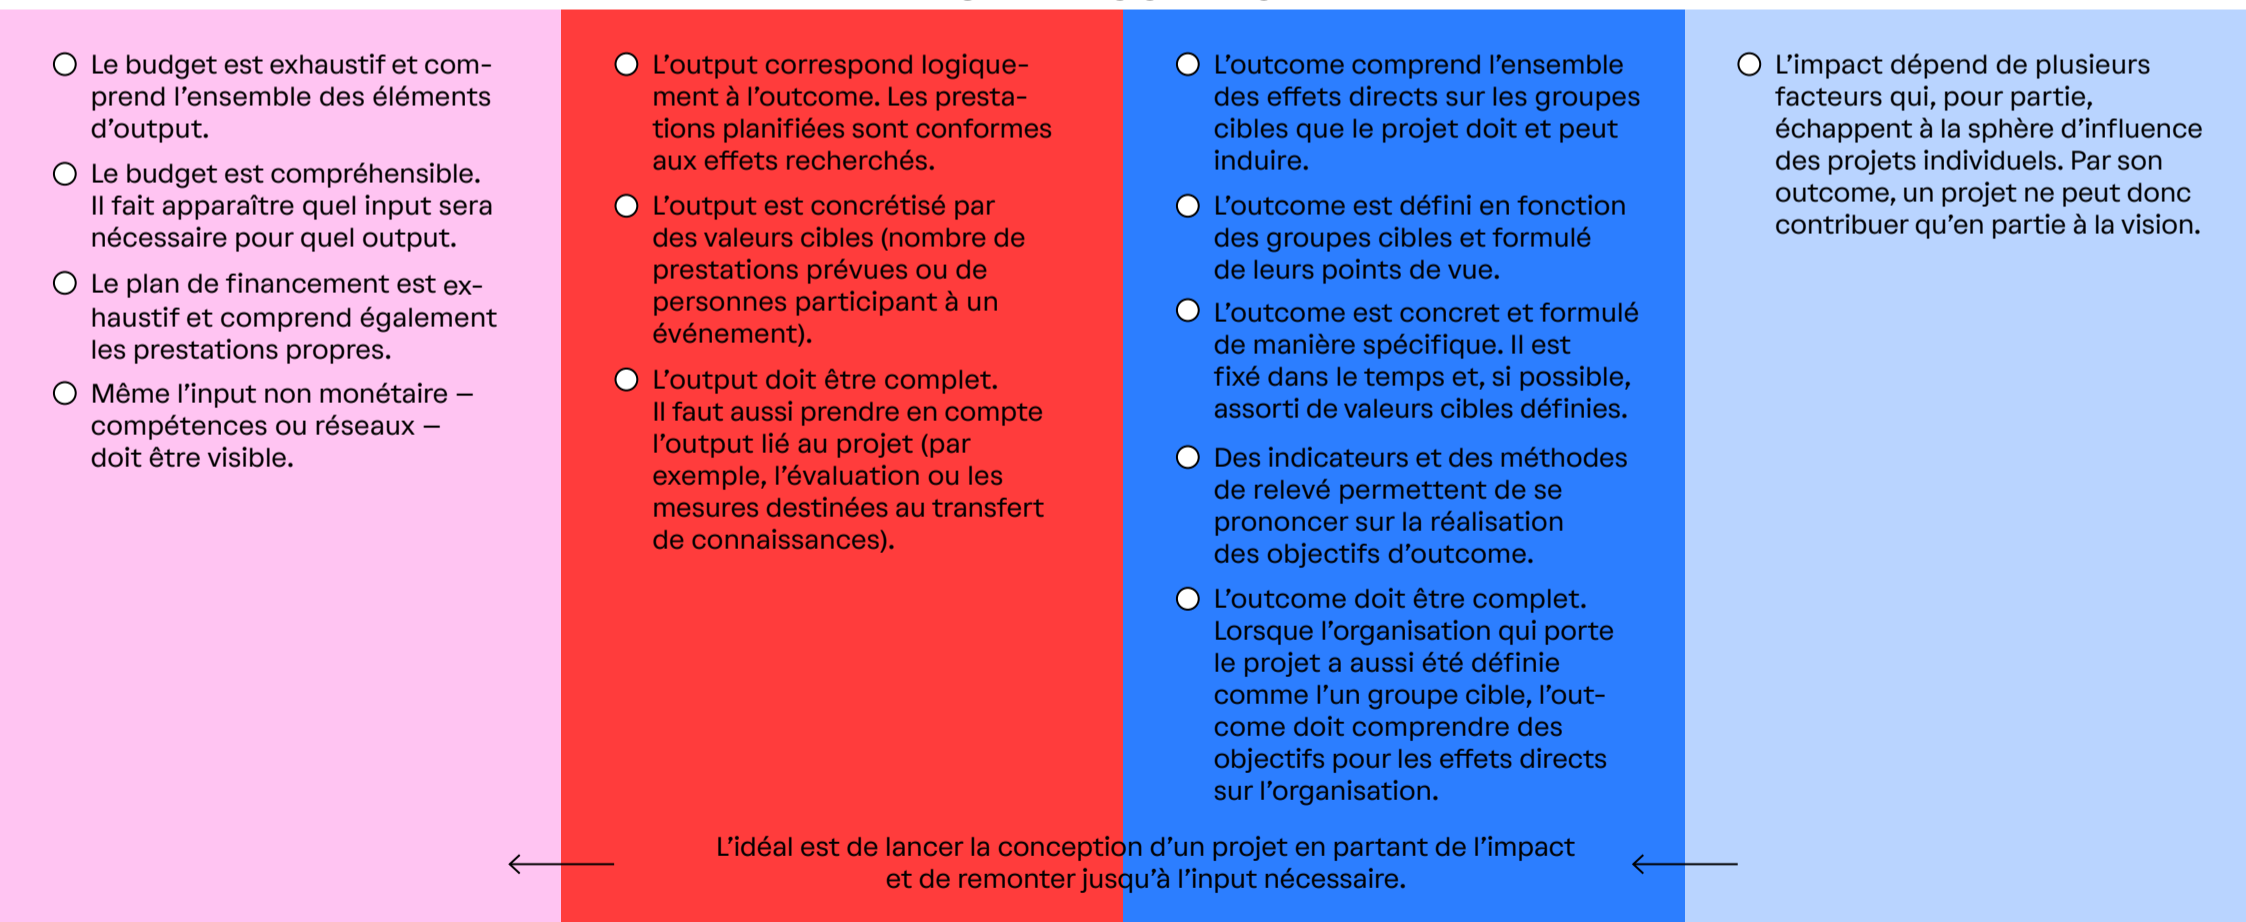 Le budget est exhaustif et com-
prend l’ensemble des éléments
d’output.
Le budget est compréhensible.
Il fait apparaître quel input sera
nécessaire pour quel output.
Le plan de financement est ex-
haustif et comprend également
les prestations propres.
Même l’input non monétaire –
compétences ou réseaux –
doit être visible.
L’output correspond logique-
ment à l’outcome. Les presta-
tions planifiées sont conformes
aux effets recherchés.
L’output est concrétisé par
des valeurs cibles (nombre de
prestations prévues ou de
personnes participant à un
événement).
L’output doit être complet.
Il faut aussi prendre en compte
l’output lié au projet (par
exemple, l’évaluation ou les
mesures destinées au transfert
de connaissances).
L’outcome comprend l’ensemble
des effets directs sur les groupes
cibles que le projet doit et peut
induire.
L’outcome est défini en fonction
des groupes cibles et formulé
de leurs points de vue.
L’outcome est concret et formulé
de manière spécifique. Il est
fixé dans le temps et, si possible,
assorti de valeurs cibles définies.
Des indicateurs et des méthodes
de relevé permettent de se
prononcer sur la réalisation
des objectifs d’outcome.
L’outcome doit être complet.
Lorsque l’organisation qui porte
le projet a aussi été définie
comme l’un groupe cible, l’out-
come doit comprendre des
objectifs pour les effets directs
sur l’organisation.
L’impact dépend de plusieurs
facteurs qui, pour partie,
échappent à la sphère d’influence
des projets individuels. Par son
outcome, un projet ne peut donc
contribuer qu’en partie à la vision.
L’idéal est de lancer la conception d’un projet en partant de l’impact
et de remonter jusqu’à l’input nécessaire.